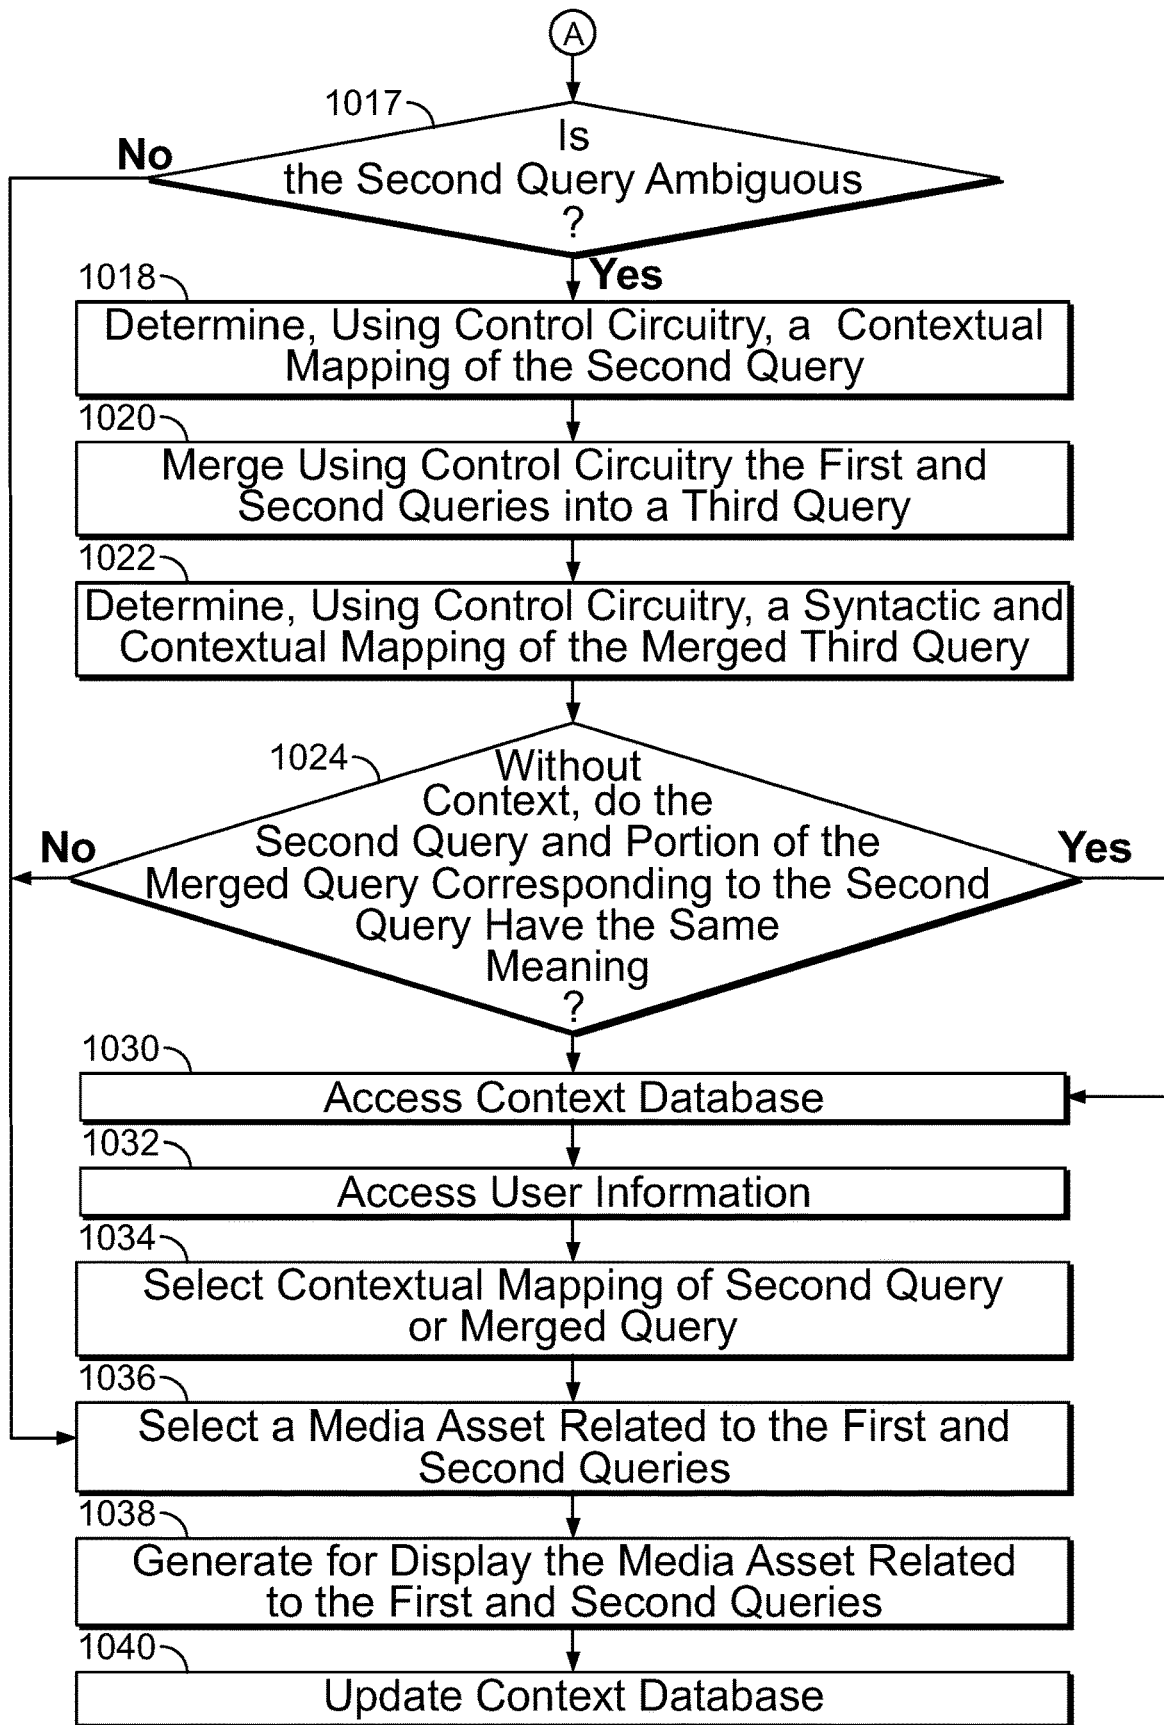 A
1017
No
Is
the Second Query Ambiguous
?
Yes
1018
Determine, Using Control Circuitry, a Contextual
Mapping of the Second Query
1020
Merge Using Control Circuitry the First and
Second Queries into a Third Query
1022
Determine, Using Control Circuitry, a Syntactic and
Contextual Mapping of the Merged Third Query
1024
Without
Context, do the
Second Query and Portion of the
No
Yes
Merged Query Corresponding to the Second
Query Have the Same
Meaning
?
1030
Access Context Database
1032
Access User Information
1034
Select Contextual Mapping of Second Query
or Merged Query
1036
Select a Media Asset Related to the First and
Second Queries
1038
Generate for Display the Media Asset Related
to the First and Second Queries
1040
Update Context Database